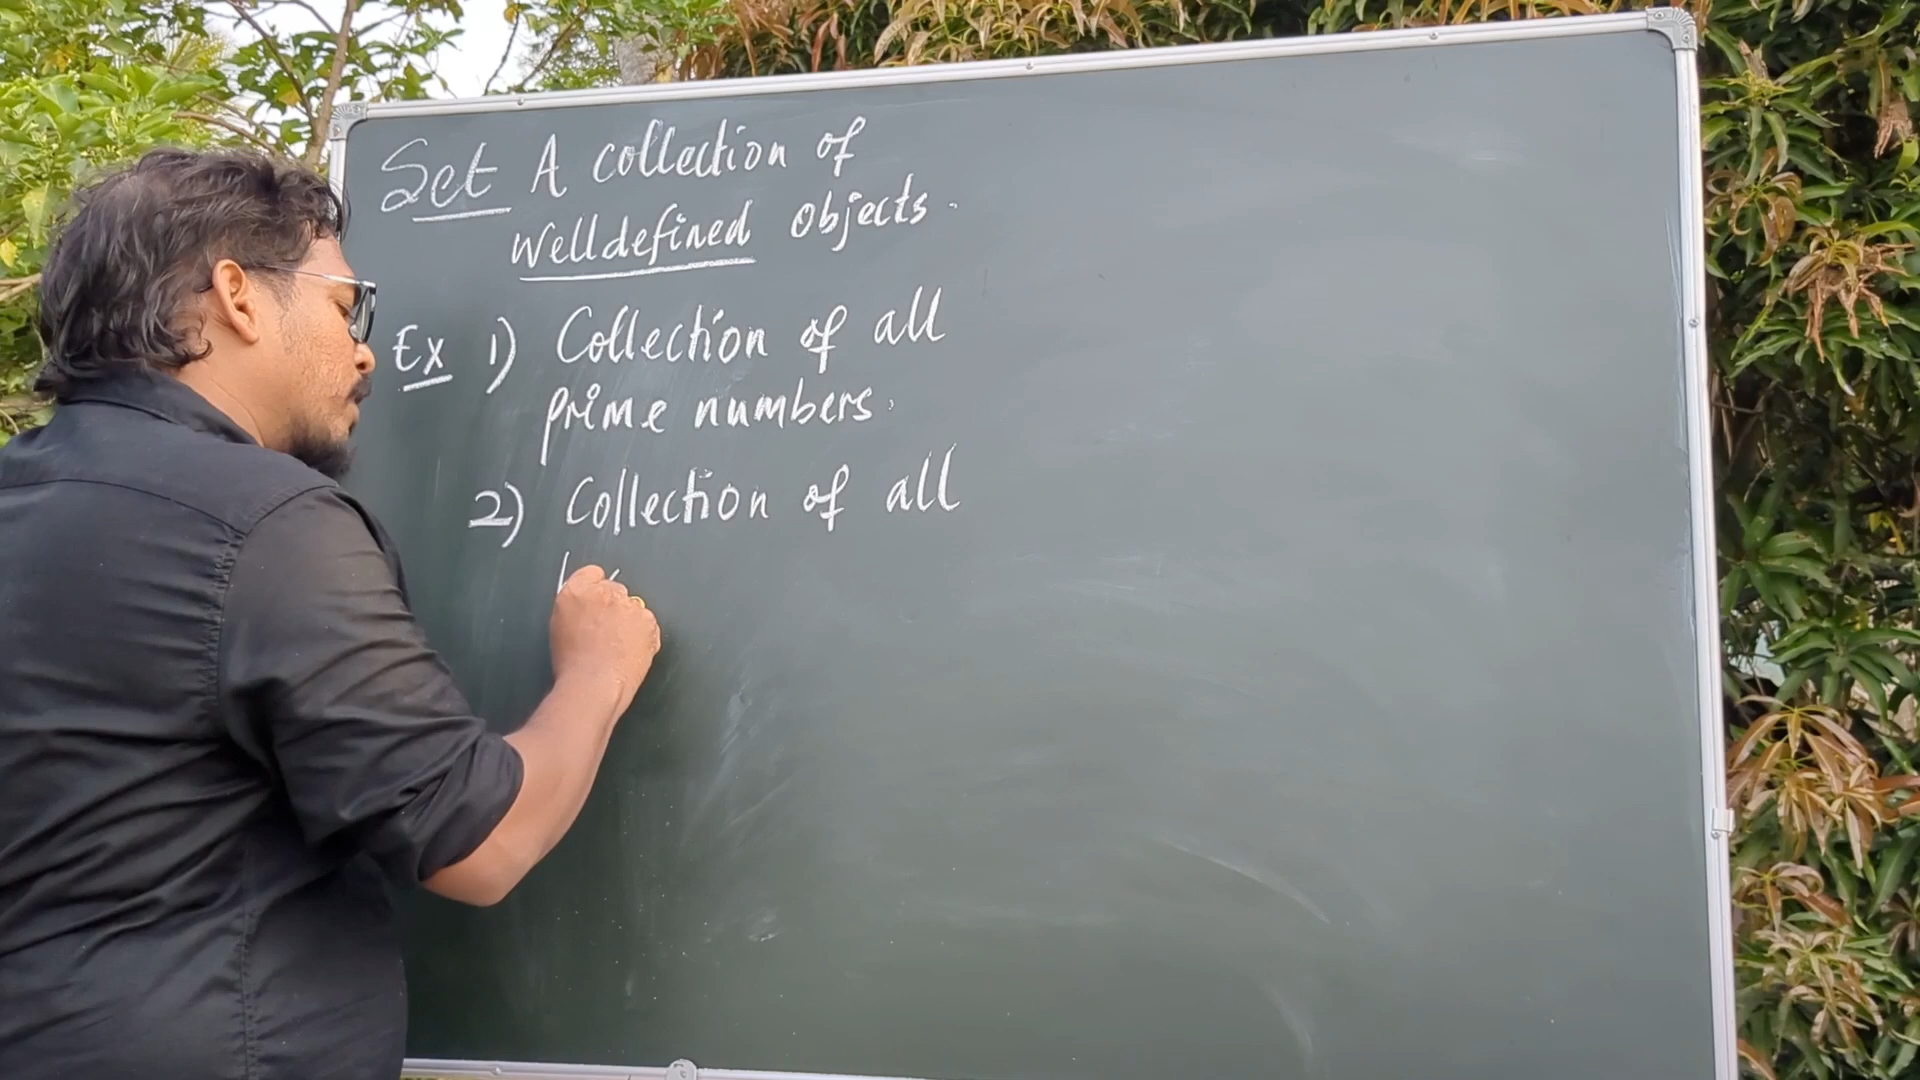 Set A collection of
Welldefined objects.
Ex 1) Collection of all
prime numbers.
2) Collection of all